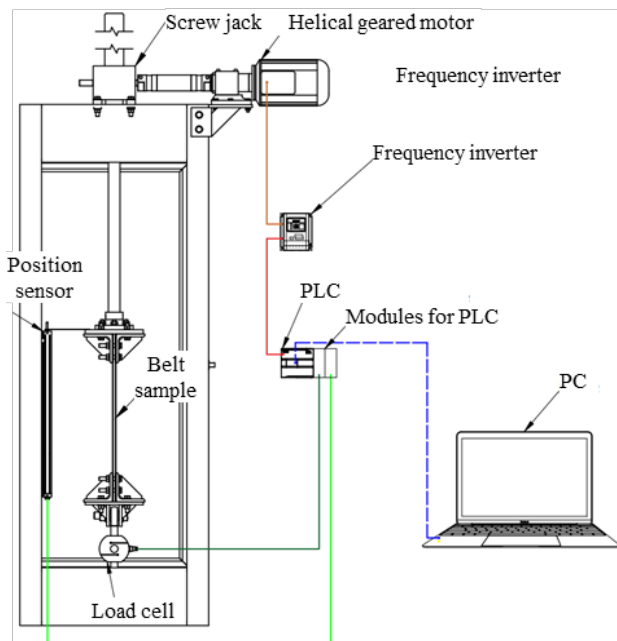 Screw jack
Helical geared motor
Frequency inverter
Frequency inverter
Position
sensor
PLC
Modules for PLC
Belt
sample
PC
Load cell